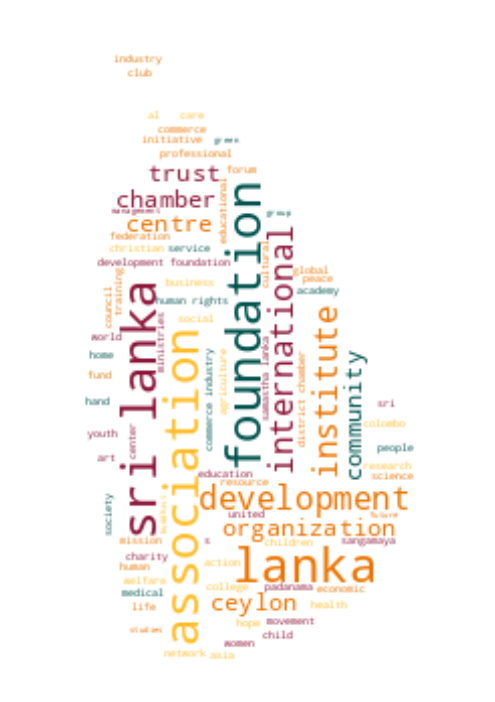 industry
club
al care
commerce
initiative green
professional
trust forum
chamber educational
management group
centre
federation
christian service cultural
development foundation
foundation
international
global
peace
training
council
business
academy
human rights
sri lanka
ministries
social
association
institute
world
home
commerce industry
agriculture
samastha lanka
district chamber
community
fund
hand
sri
colombo
youth
center
art
people
research
science
education
resource
development
society
united
future
organization
mission
s
children
sangamaya
charity
human
action
lanka
welfare
medical
college
padanama
economic
life
ceylon
health
studies
hope
movement
child
women
network
asia